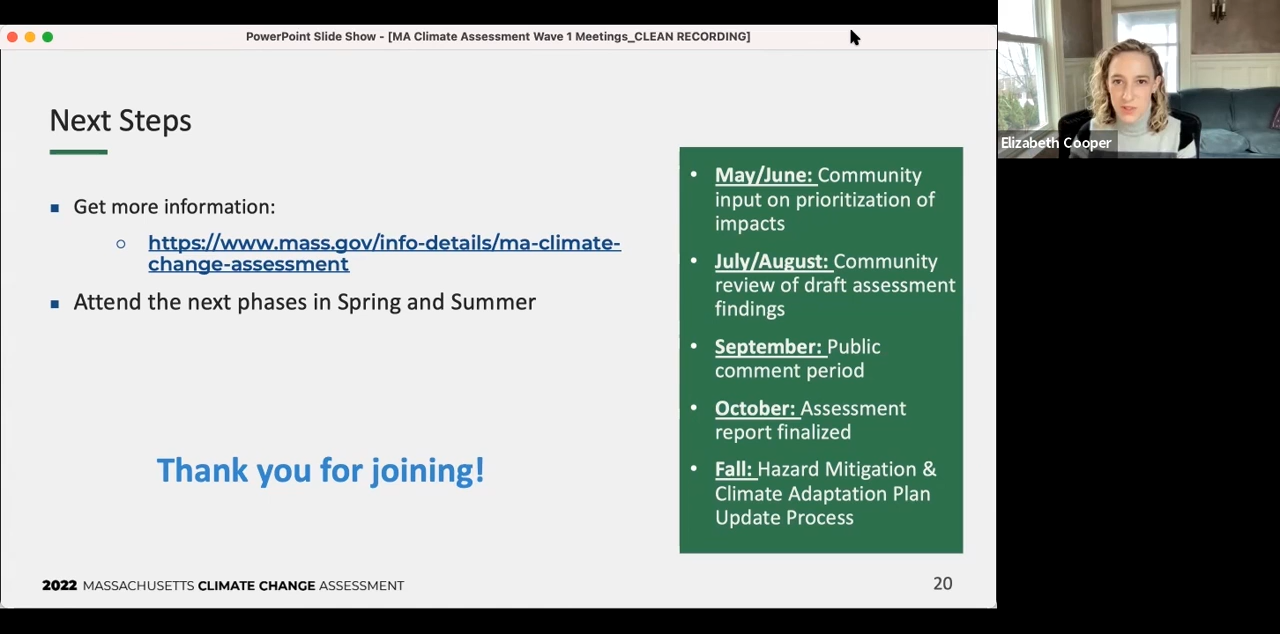 PowerPoint Slide Show - [MA Climate Assessment Wave 1 Meetings_CLEAN RECORDING]
Elizabeth Cooper
Next Steps
Get more information:
https://www.mass.gov/info-details/ma-climate-
change-assessment
Attend the next phases in Spring and Summer
Thank you for joining!
May/June: Community
input on prioritization of
impacts
July/August: Community
review of draft assessment
findings
September: Public
comment period
October: Assessment
report finalized
Fall: Hazard Mitigation &
Climate Adaptation Plan
Update Process
2022 MASSACHUSETTS CLIMATE CHANGE ASSESSMENT
20